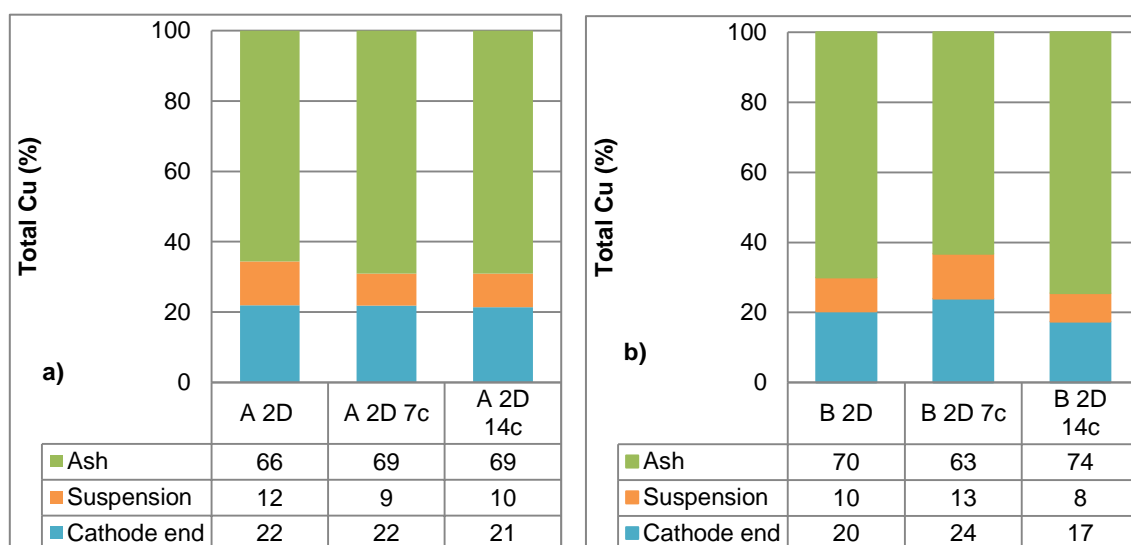 100
80
60
40
20
0
Total Cu (%)
a)
A 2D A 2D 7c A 2D
14c
Ash 66 69 69
Suspension 12 9 10
Cathode end 22 22 21
100
80
60
40
20
0
Total Cu (%)
b)
B 2D B 2D 7c B 2D
14c
Ash 70 63 74
Suspension 10 13 8
Cathode end 20 24 17